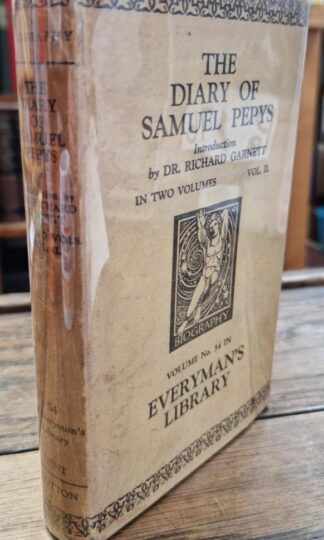 THE
DIARY OF
SAMUEL PEPYS
Introduction
by DR. RICHARD GARNETT
IN TWO VOLUMES VOL. II.
BIOGRAPHY
VOLUME No. 54 IN
EVERYMAN'S
LIBRARY
THE
DIARY
OF
SAMUEL
PEPYS
54
Everyman's
Library